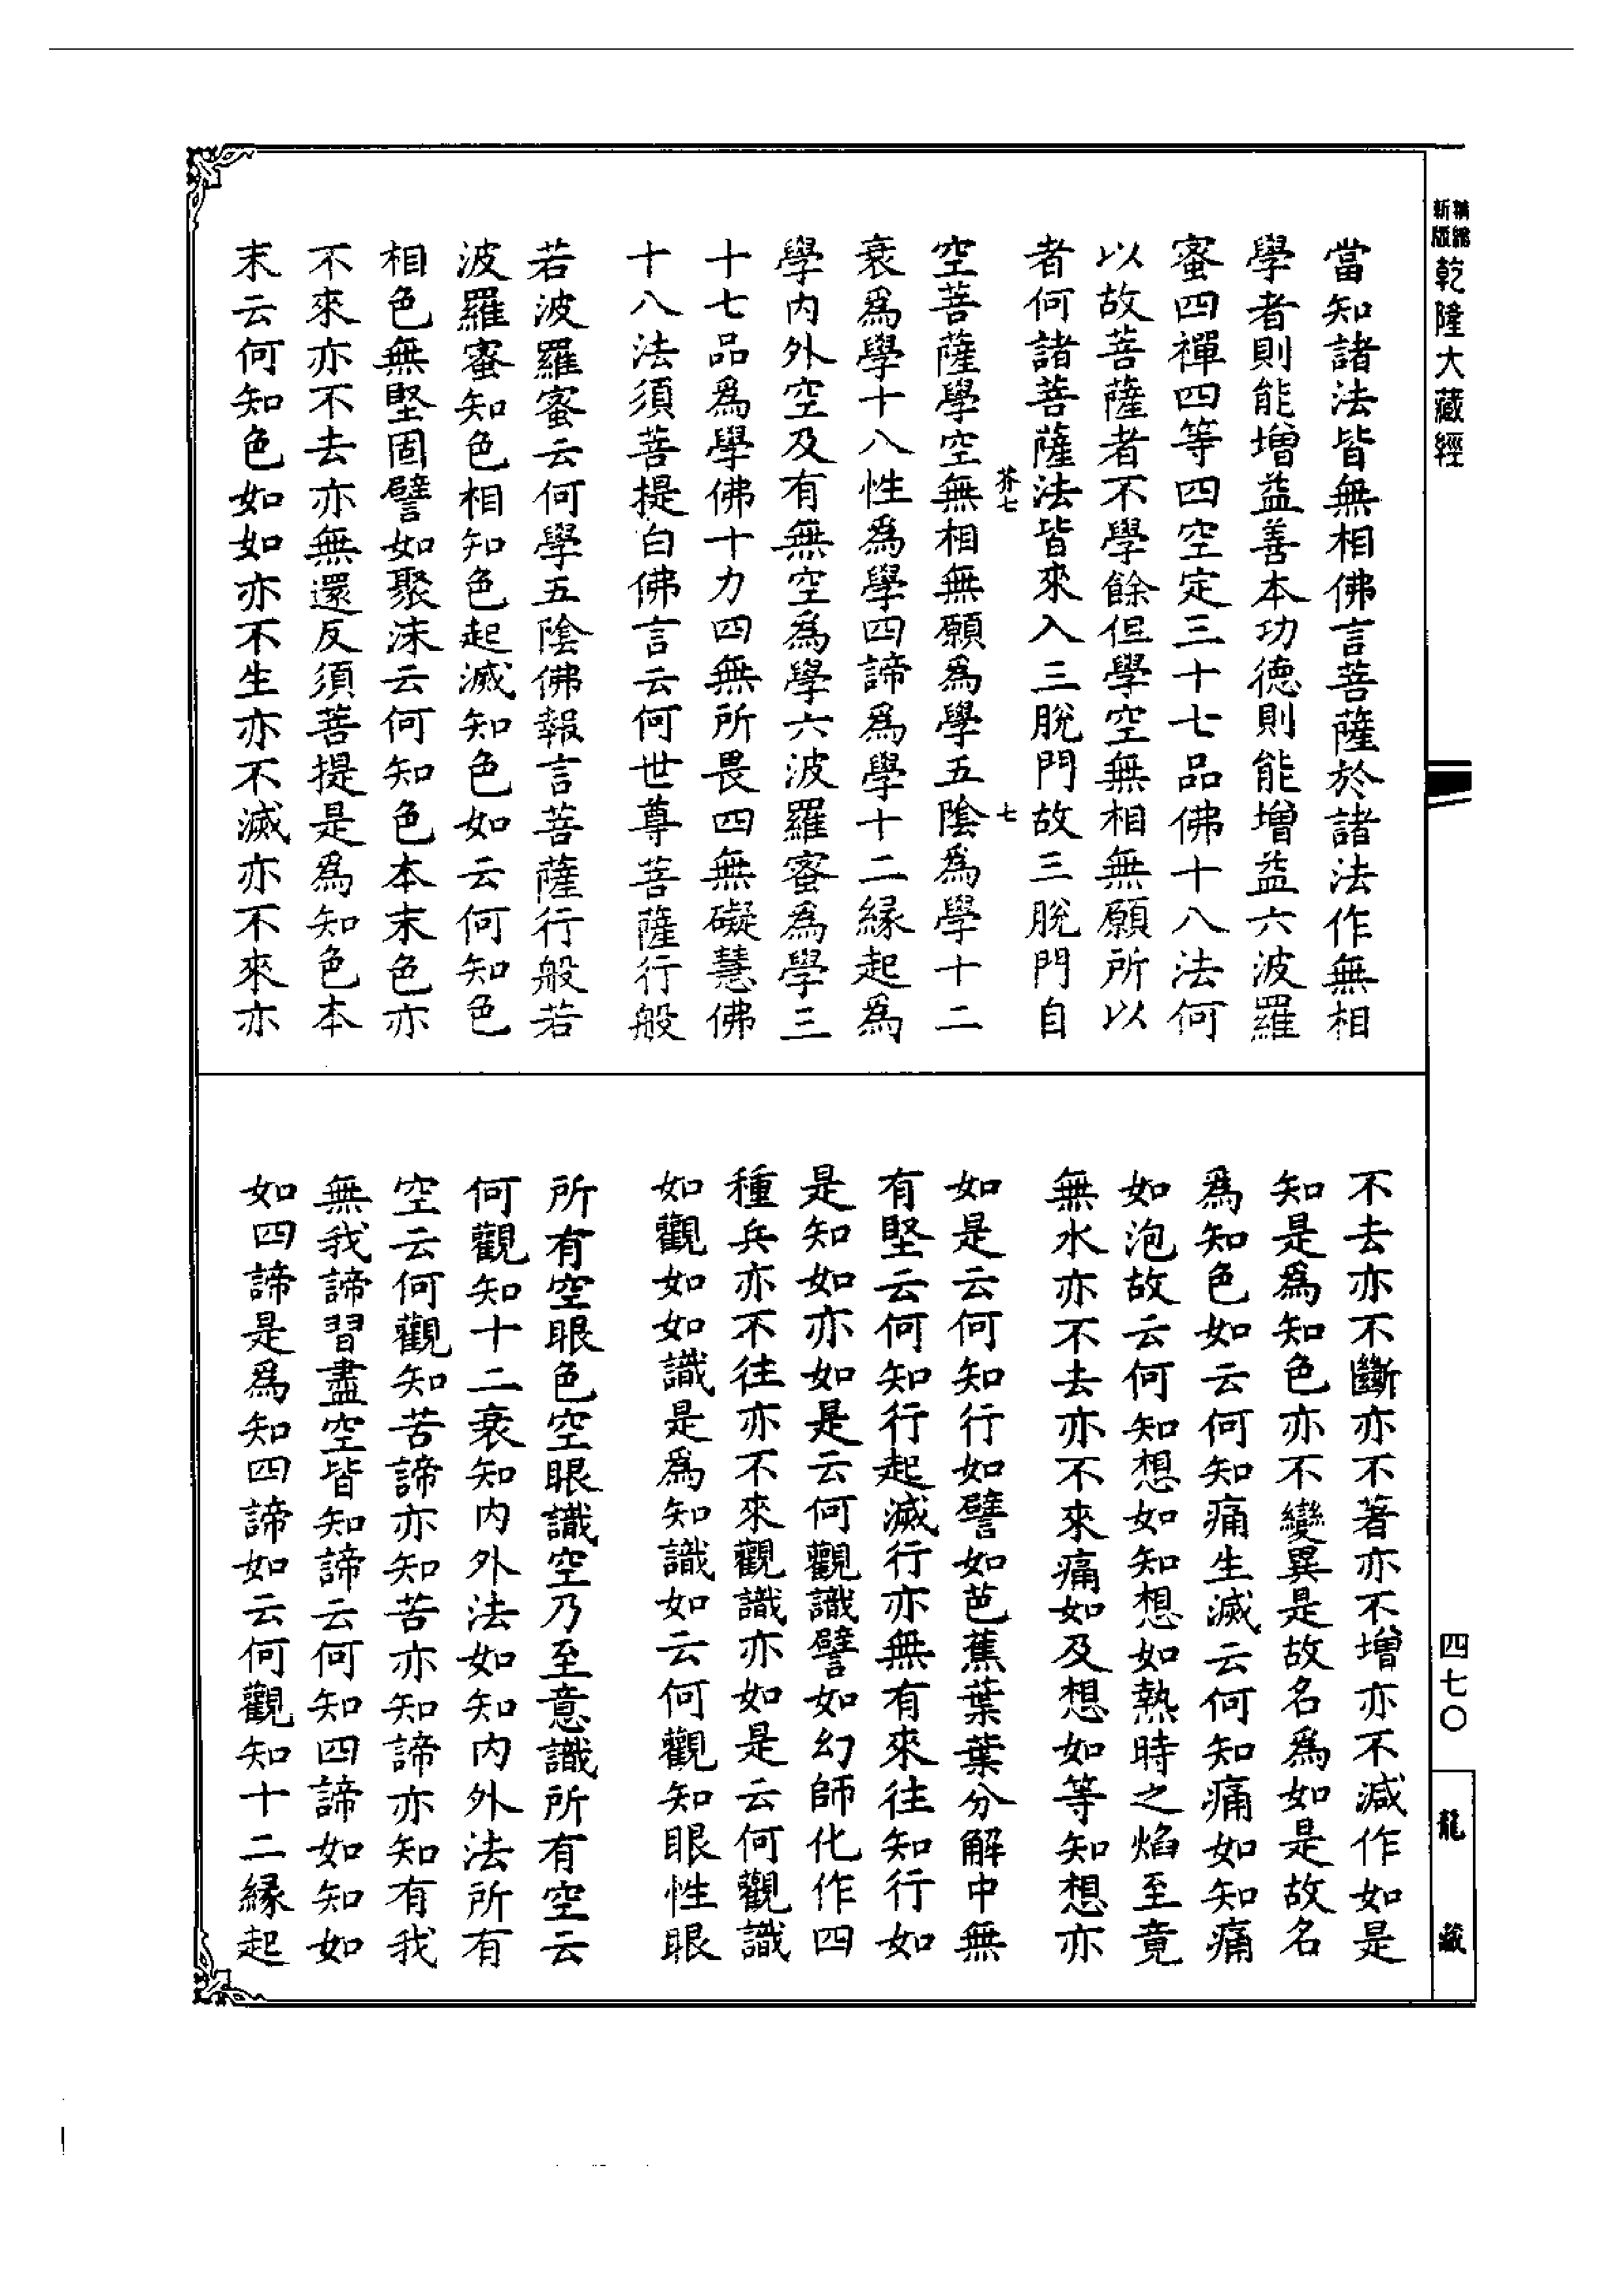 精縮新版乾隆大藏經
當知諸法皆無相佛言菩薩於諸法作無相
學者則能增益善本功德則能增益六波羅
蜜四禪四等四空定三十七品佛十八法何
以故菩薩者不學餘但學空無相無願所以
者何諸菩薩法皆來入三脫門故三脫門自
芥七 七
空菩薩學空無相無願為學五陰為學十二
衰為學十八性為學四諦為學十二緣起為
學內外空及有無空為學六波羅蜜為學三
十七品為學佛十力四無所畏四無礙慧佛
十八法須菩提白佛言云何世尊菩薩行般
若波羅蜜云何學五陰佛報言菩薩行般若
波羅蜜知色相知色起滅知色如云何知色
相色無堅固譬如聚沫云何知色本末色亦
不來亦不去亦無還反須菩提是為知色本
末云何知色如如亦不生亦不滅亦不來亦
不去亦不斷亦不著亦不增亦不減作如是
知是為知色亦不變異是故名為如是故名
為知色如云何知痛生滅云何知痛如知痛
如泡故云何知想如知想如熱時之焰至竟
無水亦不去亦不來痛如及想如等知想亦
如是云何知行如譬如芭蕉葉葉分解中無
有堅云何知行起滅行亦無有來往知行如
是知如亦如是云何觀識譬如幻師化作四
種兵亦不往亦不來觀識亦如是云何觀識
如觀如如識是為知識如云何觀知眼性眼
所有空眼色空眼識空乃至意識所有空云
何觀知十二衰知內外法如知內外法所有
空云何觀知苦諦亦知苦亦知諦亦知有我
無我諦習盡空皆知諦云何知四諦如知如
如四諦是為知四諦如云何觀知十二緣起
四七〇
龍藏